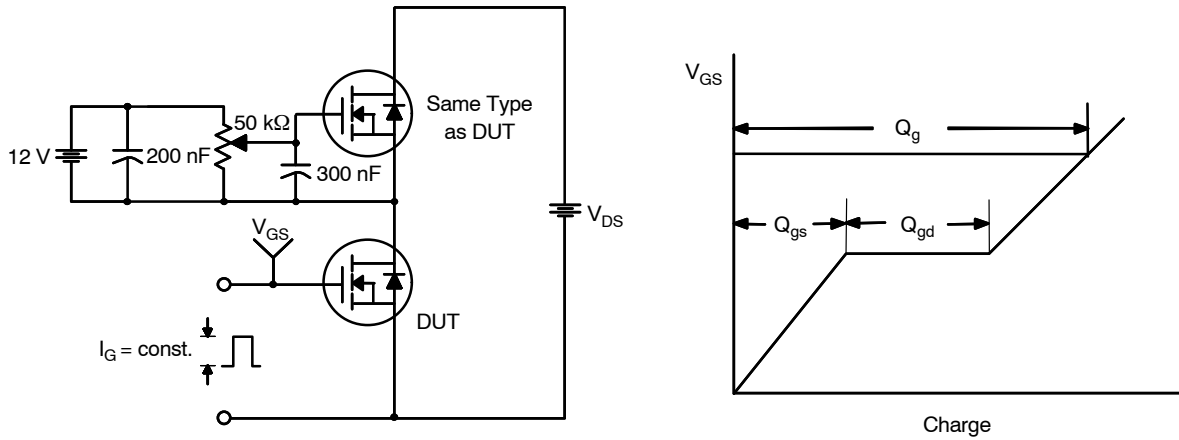 12 V
200 nF
50 kΩ
300 nF
Same Type
as DUT
V_DS
V_GS
DUT
I_G = const.
V_GS
Q_g
Q_gs
Q_gd
Charge